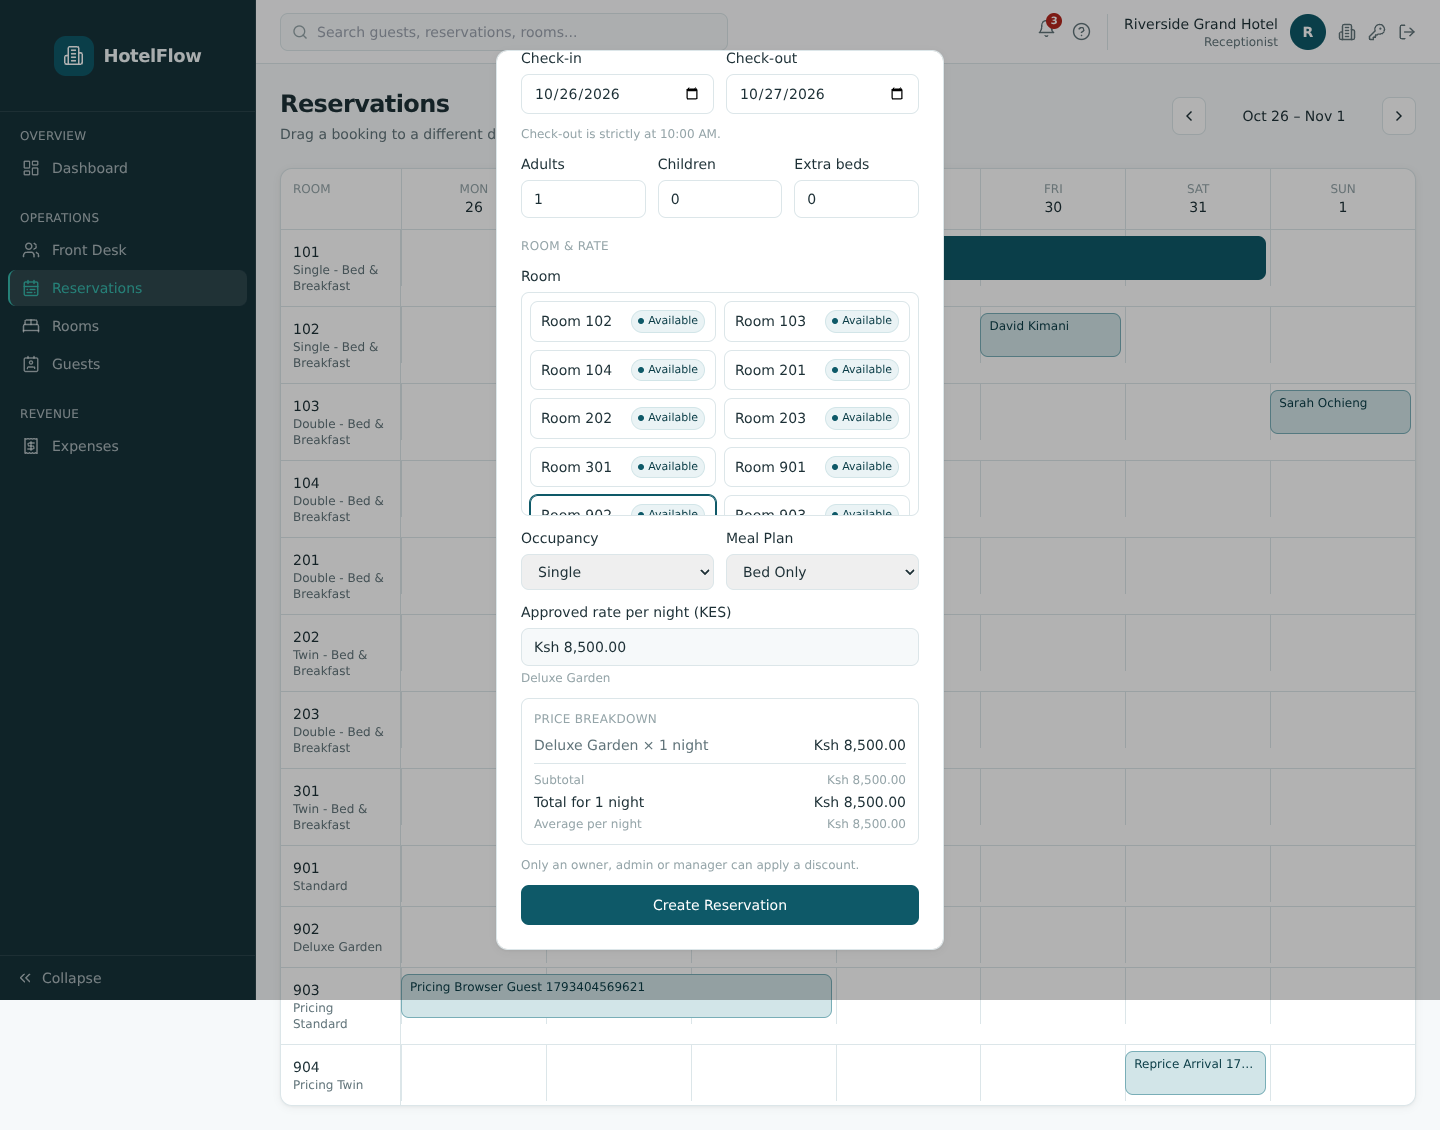 HotelFlow
OVERVIEW
Dashboard
OPERATIONS
Front Desk
Reservations
Rooms
Guests
REVENUE
Expenses
Collapse
Search guests, reservations, rooms...
3
Riverside Grand Hotel
Receptionist
R
Reservations
Drag a booking to a different d
Oct 26 – Nov 1
ROOM
MON
26
FRI
30
SAT
31
SUN
1
101
Single - Bed &
Breakfast
102
Single - Bed &
Breakfast
David Kimani
103
Double - Bed &
Breakfast
Sarah Ochieng
104
Double - Bed &
Breakfast
201
Double - Bed &
Breakfast
202
Twin - Bed &
Breakfast
203
Double - Bed &
Breakfast
301
Twin - Bed &
Breakfast
901
Standard
902
Deluxe Garden
903
Pricing
Standard
Pricing Browser Guest 1793404569621
904
Pricing Twin
Reprice Arrival 17...
Check-in
Check-out
10/26/2026
10/27/2026
Check-out is strictly at 10:00 AM.
Adults
Children
Extra beds
1
0
0
ROOM & RATE
Room
Room 102 Available
Room 103 Available
Room 104 Available
Room 201 Available
Room 202 Available
Room 203 Available
Room 301 Available
Room 901 Available
Room 902 Available
Room 903 Available
Occupancy
Meal Plan
Single
Bed Only
Approved rate per night (KES)
Ksh 8,500.00
Deluxe Garden
PRICE BREAKDOWN
Deluxe Garden × 1 night Ksh 8,500.00
Subtotal Ksh 8,500.00
Total for 1 night Ksh 8,500.00
Average per night Ksh 8,500.00
Only an owner, admin or manager can apply a discount.
Create Reservation